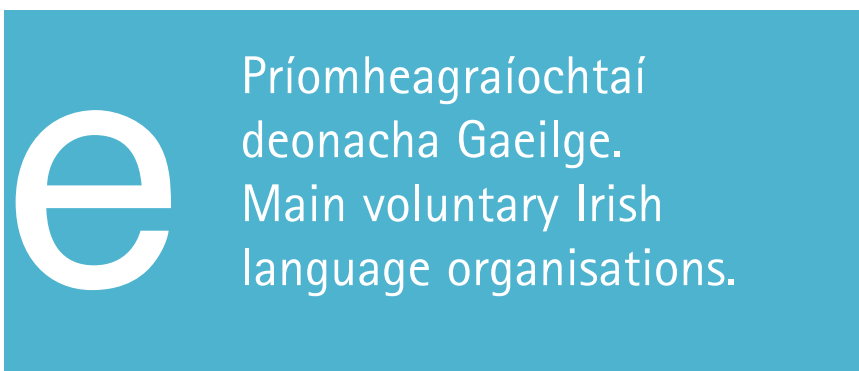 e
Príomheagraíochtaí
deonacha Gaeilge.
Main voluntary Irish
language organisations.